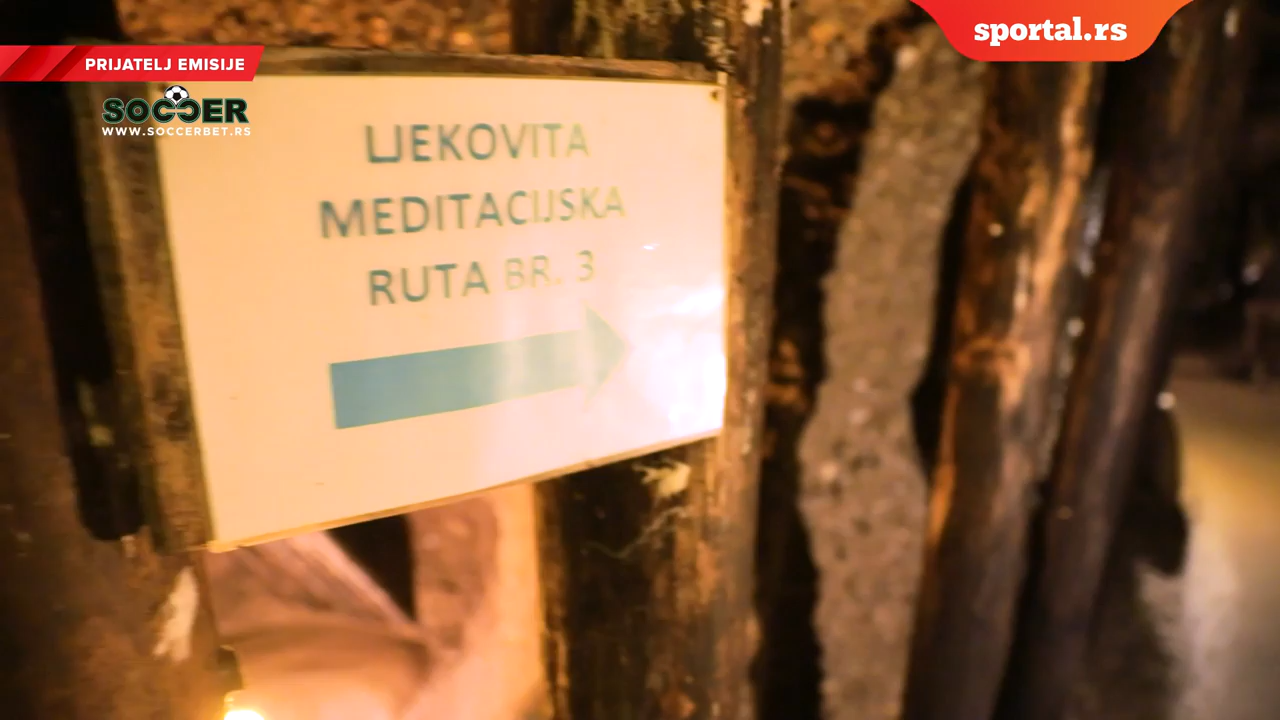 sportal.rs
PRIJATELJ EMISIJE
SOCCER
WWW.SOCCERBET.RS
LJEKOVITA
MEDITACIJSKA
RUTA BR. 3